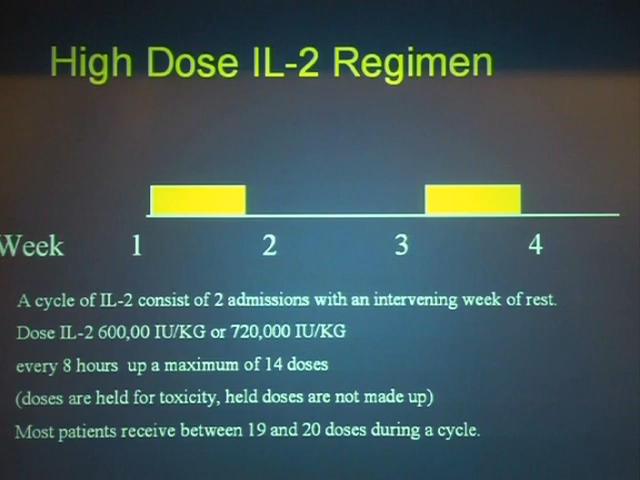 High Dose IL-2 Regimen
Week 1 2 3 4
A cycle of IL-2 consist of 2 admissions with an intervening week of rest.
Dose IL-2 600,00 IU/KG or 720,000 IU/KG
every 8 hours up a maximum of 14 doses
(doses are held for toxicity, held doses are not made up)
Most patients receive between 19 and 20 doses during a cycle.